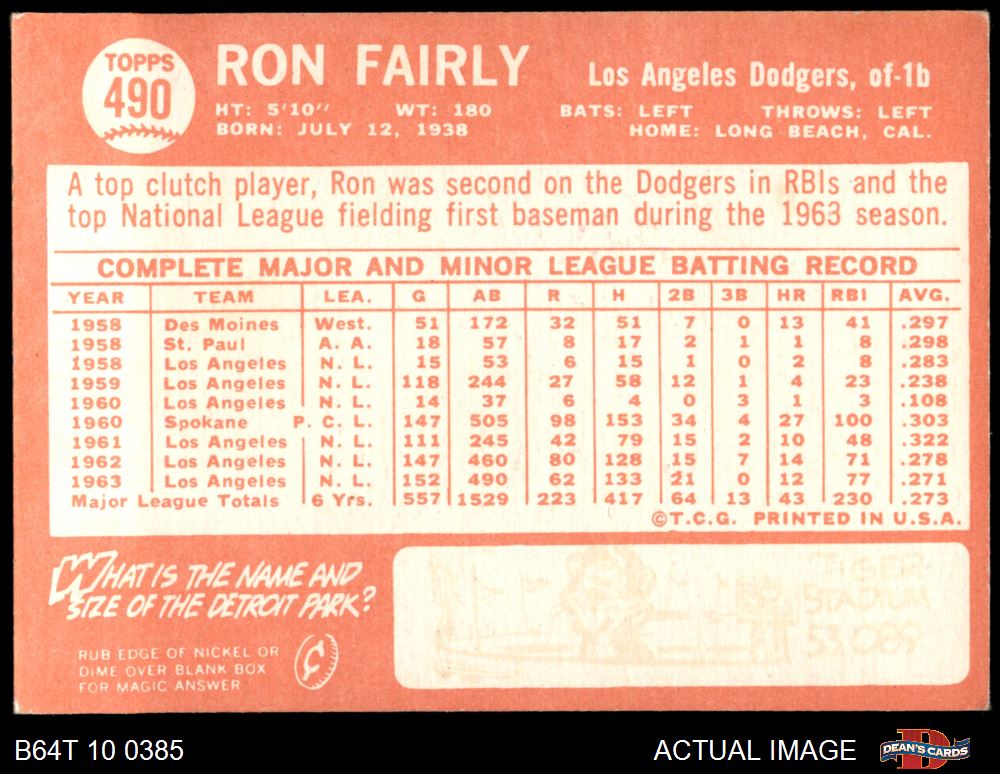 TOPPS
490
RON FAIRLY
Los Angeles Dodgers, of-1b
HT: 5'10" WT: 180 BATS: LEFT THROWS: LEFT
BORN: JULY 12, 1938 HOME: LONG BEACH, CAL.
A top clutch player, Ron was second on the Dodgers in RBIs and the
top National League fielding first baseman during the 1963 season.
COMPLETE MAJOR AND MINOR LEAGUE BATTING RECORD
YEAR TEAM LEA. G AB R H 2B 3B HR RBI AVG.
1958 Des Moines West. 51 172 32 51 7 0 13 41 .297
1958 St. Paul A. A. 18 57 8 17 2 1 1 8 .298
1958 Los Angeles N. L. 15 53 6 15 1 0 2 8 .283
1959 Los Angeles N. L. 118 244 27 58 12 1 4 23 .238
1960 Los Angeles N. L. 14 37 6 4 0 3 1 3 .108
1960 Spokane P. C. L. 147 505 98 153 34 4 27 100 .303
1961 Los Angeles N. L. 111 245 42 79 15 2 10 48 .322
1962 Los Angeles N. L. 147 460 80 128 15 7 14 71 .278
1963 Los Angeles N. L. 152 490 62 133 21 0 12 77 .271
Major League Totals 6 Yrs. 557 1529 223 417 64 13 43 230 .273
©T.C.G. PRINTED IN U.S.A.
WHAT IS THE NAME AND
SIZE OF THE DETROIT PARK?
RUB EDGE OF NICKEL OR
DIME OVER BLANK BOX
FOR MAGIC ANSWER
¢
TIGER
STADIUM
53,089
B64T 10 0385
ACTUAL IMAGE
DEAN'S CARDS